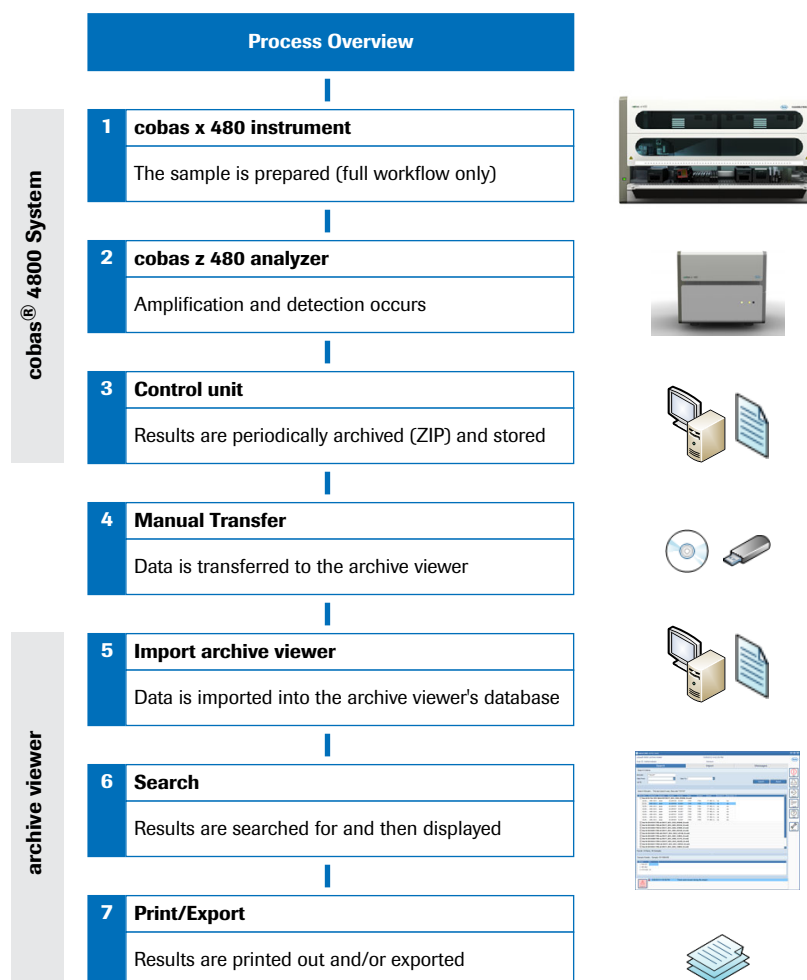 Process Overview
cobas® 4800 System
1 cobas x 480 instrument
The sample is prepared (full workflow only)
2 cobas z 480 analyzer
Amplification and detection occurs
3 Control unit
Results are periodically archived (ZIP) and stored
4 Manual Transfer
Data is transferred to the archive viewer
archive viewer
5 Import archive viewer
Data is imported into the archive viewer's database
6 Search
Results are searched for and then displayed
7 Print/Export
Results are printed out and/or exported